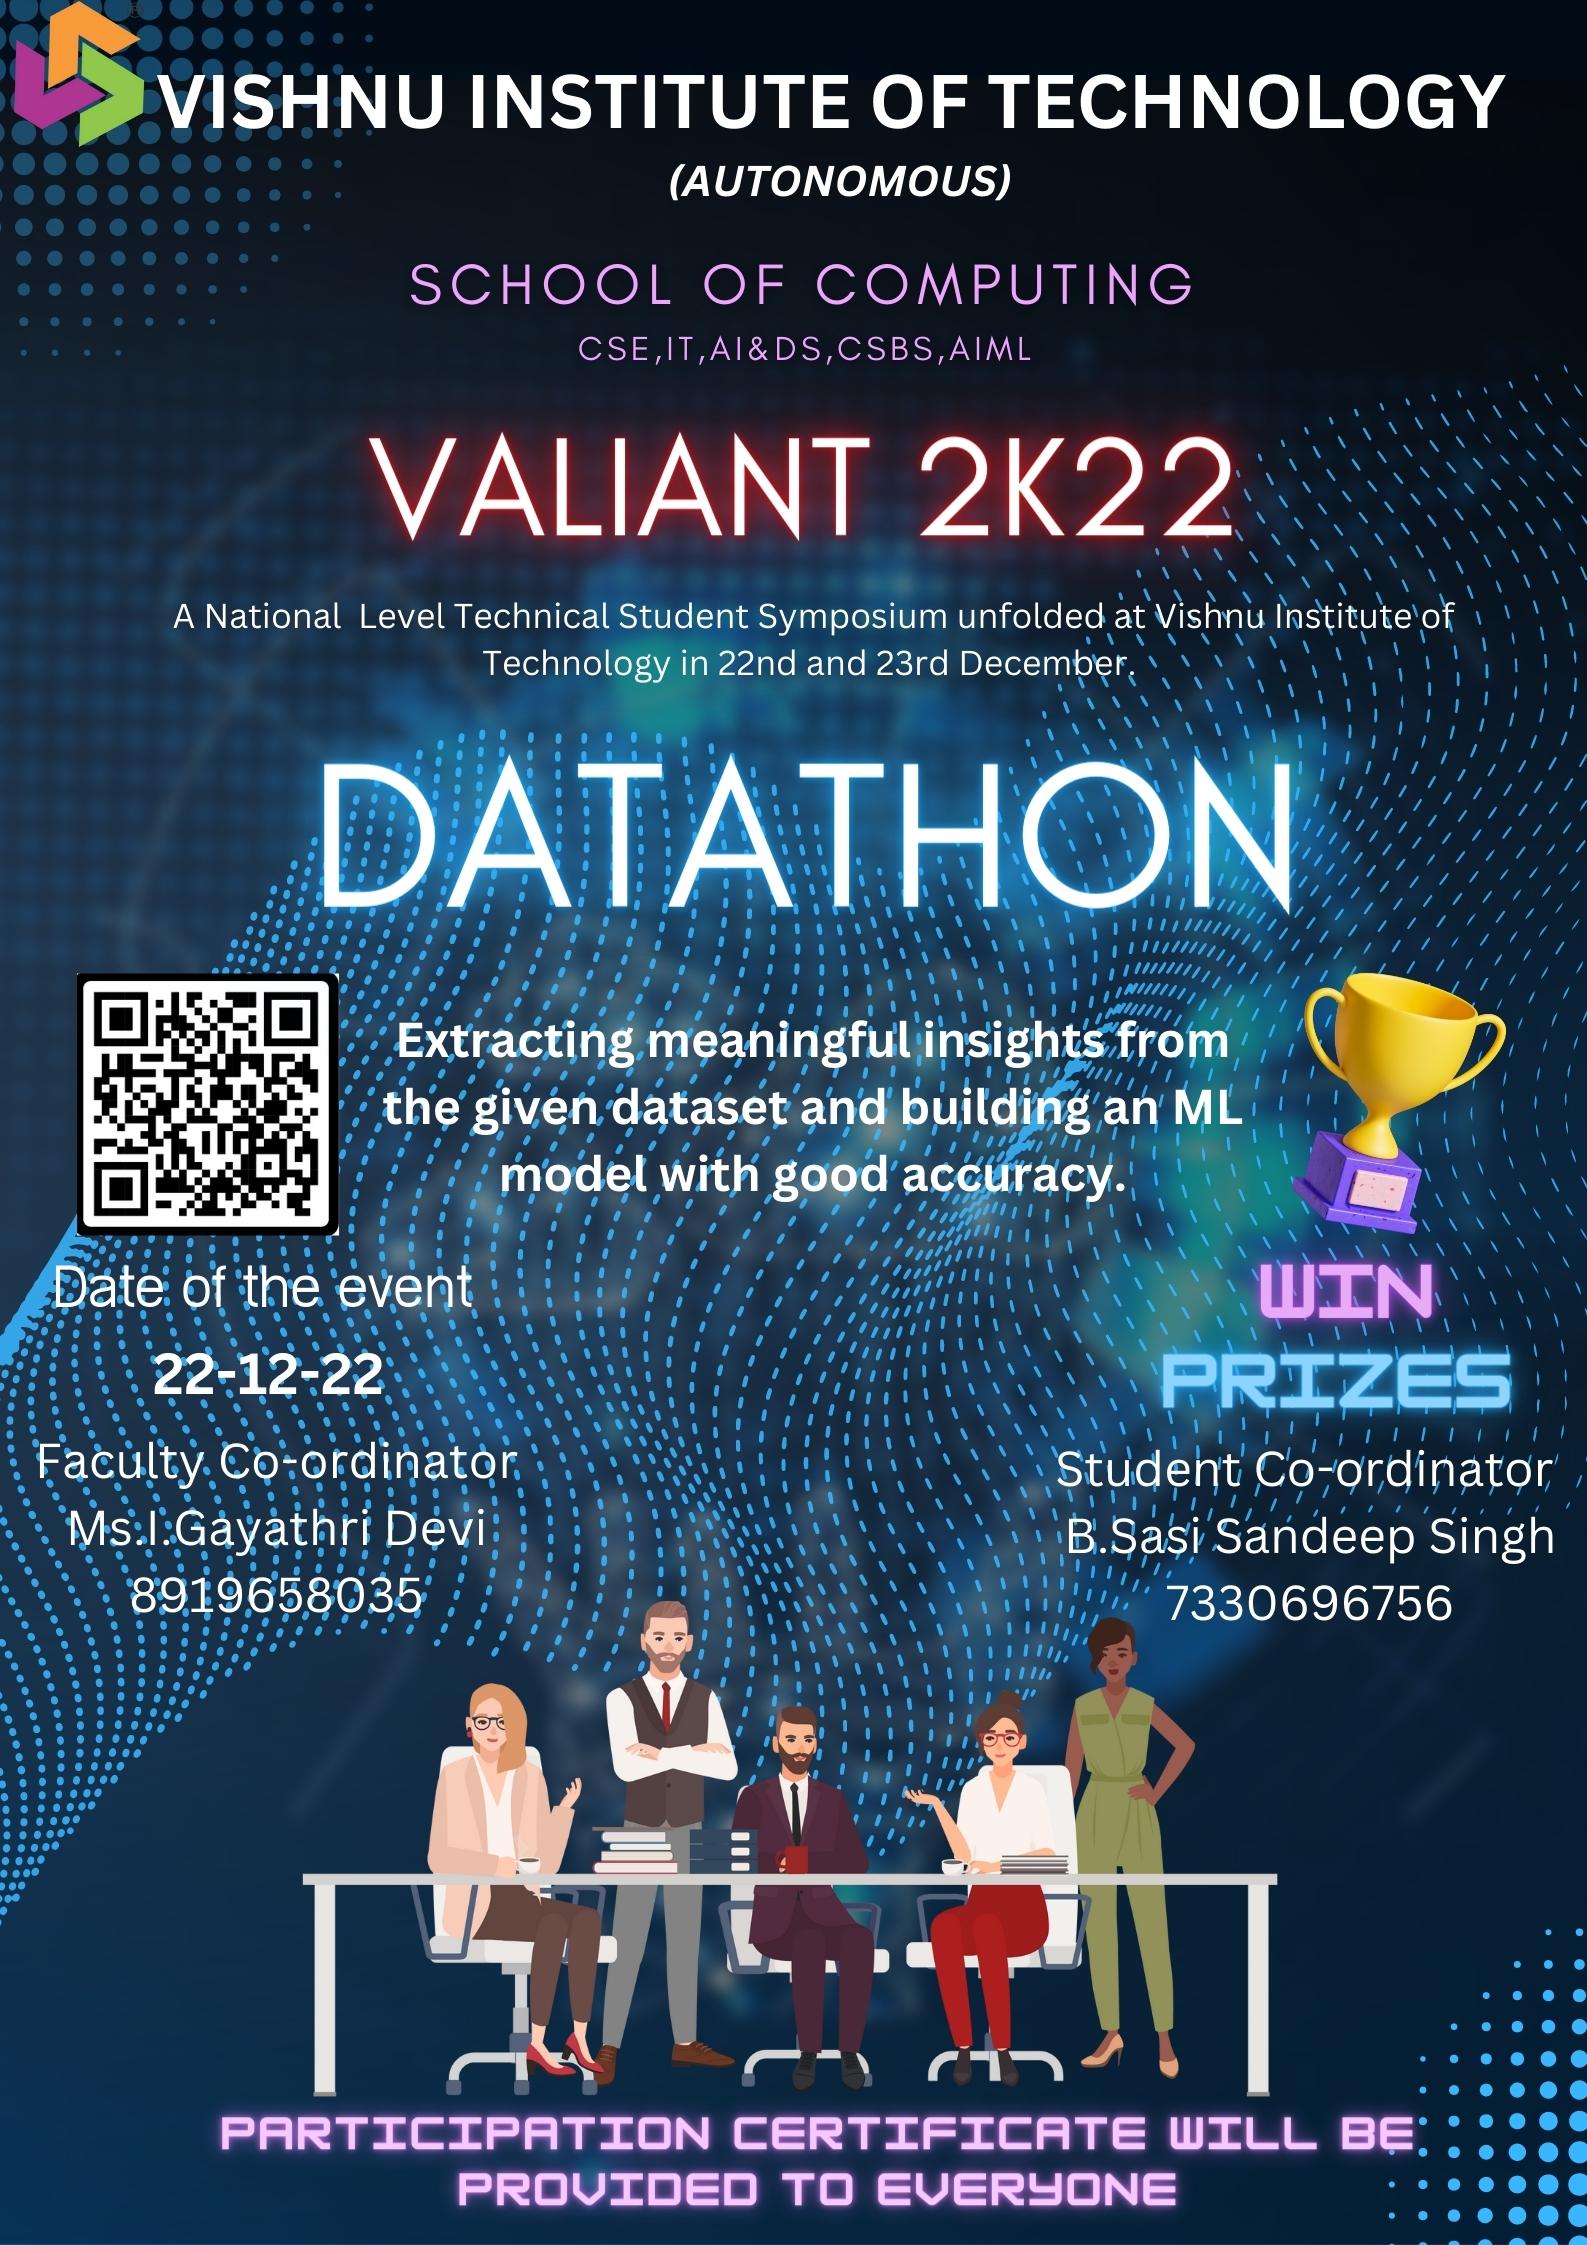 VISHNU INSTITUTE OF TECHNOLOGY
(AUTONOMOUS)
SCHOOL OF COMPUTING
CSE,IT,AI&DS,CSBS,AIML
VALIANT 2K22
A National Level Technical Student Symposium unfolded at Vishnu Institute of
Technology in 22nd and 23rd December.
DATATHON
Extracting meaningful insights from
the given dataset and building an ML
model with good accuracy.
Date of the event
22-12-22
WIN
PRIZES
Faculty Co-ordinator
Ms.I.Gayathri Devi
8919658035
Student Co-ordinator
B.Sasi Sandeep Singh
7330696756
PARTICIPATION CERTIFICATE WILL BE
PROVIDED TO EVERYONE